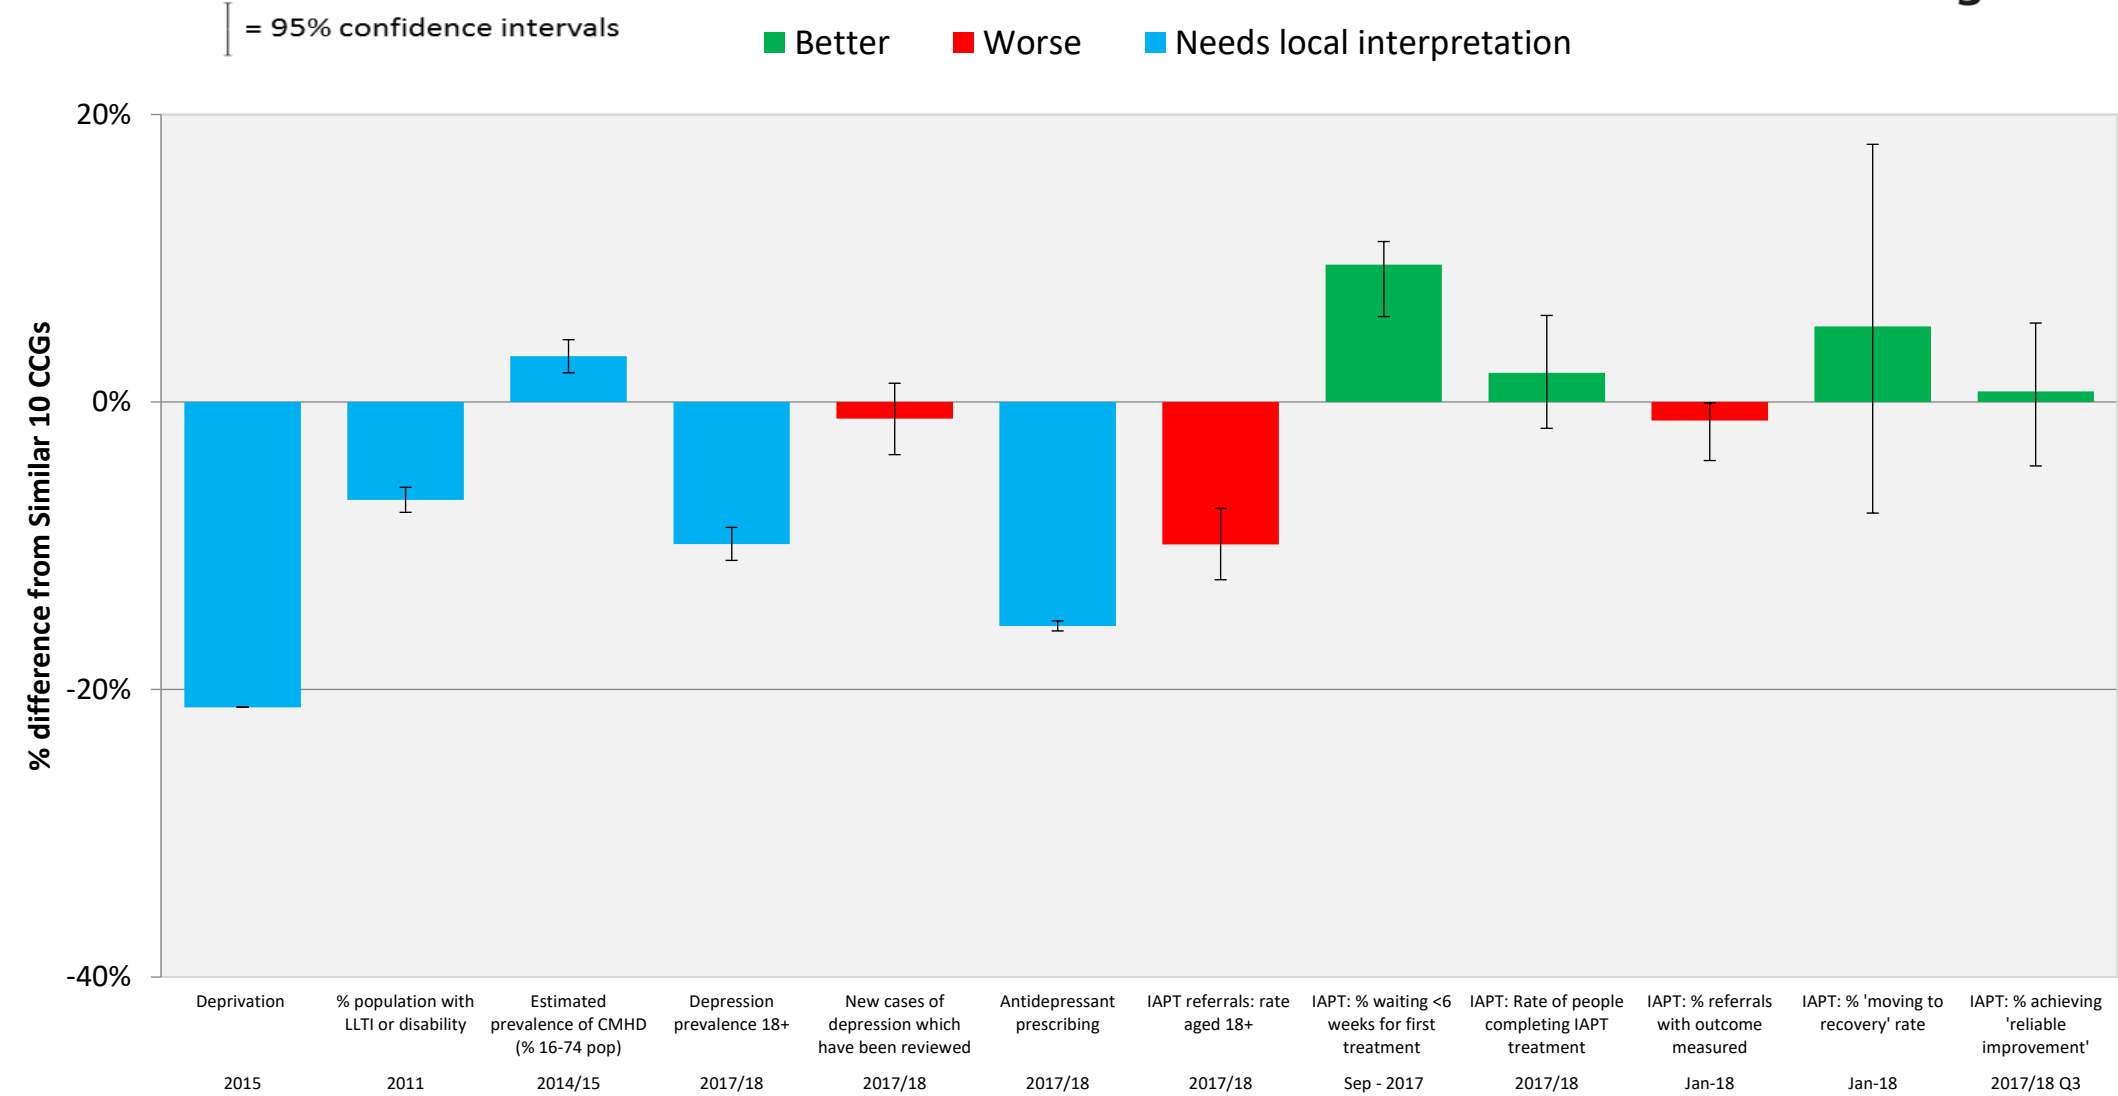 = 95% confidence intervals
Better Worse Needs local interpretation
% difference from Similar 10 CCGs
20%
0%
-20%
-40%
Deprivation
2015
% population with
LLTI or disability
2011
Estimated
prevalence of CMHD
(% 16-74 pop)
2014/15
Depression
prevalence 18+
2017/18
New cases of
depression which
have been reviewed
2017/18
Antidepressant
prescribing
2017/18
IAPT referrals: rate
aged 18+
2017/18
IAPT: % waiting <6
weeks for first
treatment
Sep - 2017
IAPT: Rate of people
completing IAPT
treatment
2017/18
IAPT: % referrals
with outcome
measured
Jan-18
IAPT: % 'moving to
recovery' rate
Jan-18
IAPT: % achieving
'reliable
improvement'
2017/18 Q3